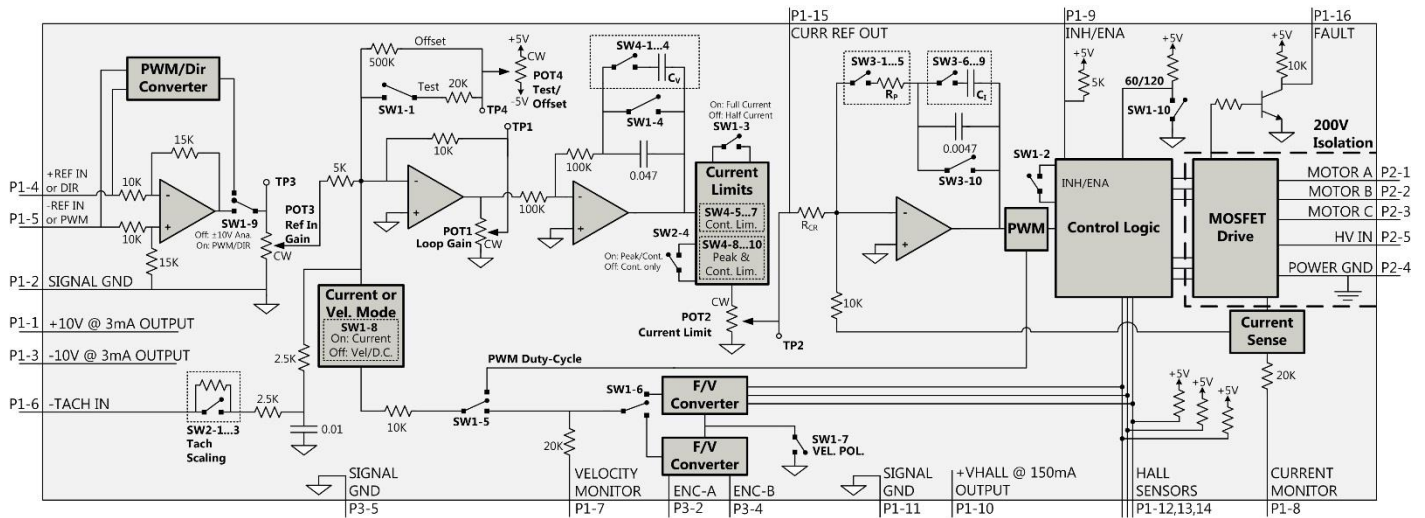 P1-15
CURR REF OUT
P1-9
INH/ENA
P1-16
FAULT
PWM/Dir
Converter
15K
+REF IN
or DIR
P1-4
10K
-REF IN
or PWM
P1-5
10K
15K
-
+
SW1-9
Off: ±10V Ana.
On: PWM/DIR
TP3
POT3
Ref In
Gain
CW
P1-2
SIGNAL GND
P1-1
+10V @ 3mA OUTPUT
P1-3
-10V @ 3mA OUTPUT
P1-6
-TACH IN
SW2-1...3
Tach
Scaling
2.5K
2.5K
0.01
5K
Offset
500K
Test
SW1-1
20K
TP4
+5V
CW
-5V
POT4
Test/
Offset
TP1
10K
-
+
POT1
Loop Gain
CW
Current or
Vel. Mode
SW1-8
On: Current
Off: Vel/D.C.
10K
SW1-5
PWM Duty-Cycle
SW4-1...4
CV
SW1-4
100K
0.047
100K
-
+
On: Full Current
Off: Half Current
SW1-3
Current
Limits
SW4-5...7
Cont. Lim.
SW4-8...10
Peak &
Cont. Lim.
SW2-4
On: Peak/Cont.
Off: Cont. only
CW
POT2
Current Limit
TP2
SW3-1...5
RP
SW3-6...9
CI
0.0047
SW3-10
RCR
-
+
10K
SW1-2
PWM
+5V
5K
+5V
60/120
SW1-10
INH/ENA
Control Logic
+5V
10K
200V
Isolation
MOSFET
Drive
MOTOR A
P2-1
MOTOR B
P2-2
MOTOR C
P2-3
HV IN
P2-5
POWER GND
P2-4
Current
Sense
20K
SW1-6
F/V
Converter
F/V
Converter
SW1-7
VEL. POL.
20K
+5V
+5V
+5V
SIGNAL
GND
P3-5
VELOCITY
MONITOR
P1-7
ENC-A
P3-2
ENC-B
P3-4
SIGNAL
GND
P1-11
+VHALL @ 150mA
OUTPUT
P1-10
HALL
SENSORS
P1-12,13,14
CURRENT
MONITOR
P1-8